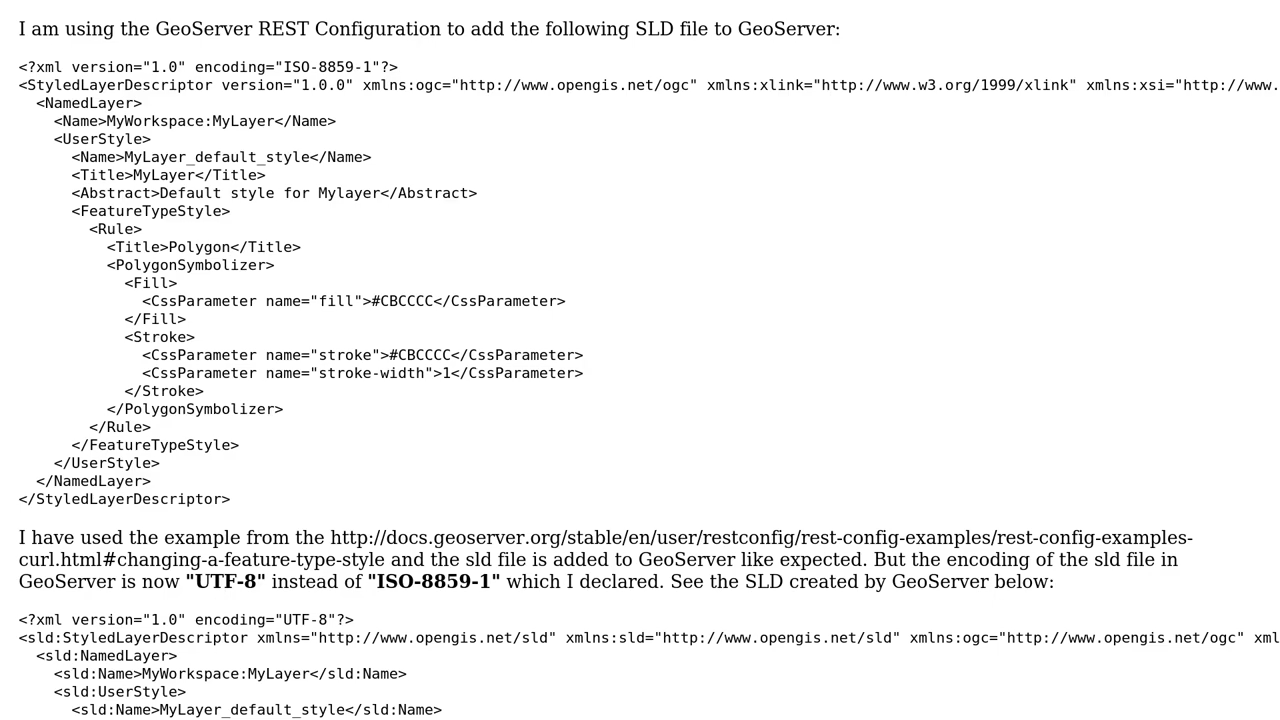 I am using the GeoServer REST Configuration to add the following SLD file to GeoServer:
<?xml version="1.0" encoding="ISO-8859-1"?>
<StyledLayerDescriptor version="1.0.0" xmlns:ogc="http://www.opengis.net/ogc" xmlns:xlink="http://www.w3.org/1999/xlink" xmlns:xsi="http://www.
  <NamedLayer>
    <Name>MyWorkspace:MyLayer</Name>
    <UserStyle>
      <Name>MyLayer_default_style</Name>
      <Title>MyLayer</Title>
      <Abstract>Default style for Mylayer</Abstract>
      <FeatureTypeStyle>
        <Rule>
          <Title>Polygon</Title>
          <PolygonSymbolizer>
            <Fill>
              <CssParameter name="fill">#CBCCCC</CssParameter>
            </Fill>
            <Stroke>
              <CssParameter name="stroke">#CBCCCC</CssParameter>
              <CssParameter name="stroke-width">1</CssParameter>
            </Stroke>
          </PolygonSymbolizer>
        </Rule>
      </FeatureTypeStyle>
    </UserStyle>
  </NamedLayer>
</StyledLayerDescriptor>
I have used the example from the http://docs.geoserver.org/stable/en/user/restconfig/rest-config-examples/rest-config-examples-
curl.html#changing-a-feature-type-style and the sld file is added to GeoServer like expected. But the encoding of the sld file in
GeoServer is now "UTF-8" instead of "ISO-8859-1" which I declared. See the SLD created by GeoServer below:
<?xml version="1.0" encoding="UTF-8"?>
<sld:StyledLayerDescriptor xmlns="http://www.opengis.net/sld" xmlns:sld="http://www.opengis.net/sld" xmlns:ogc="http://www.opengis.net/ogc" xml
  <sld:NamedLayer>
    <sld:Name>MyWorkspace:MyLayer</sld:Name>
    <sld:UserStyle>
      <sld:Name>MyLayer_default_style</sld:Name>